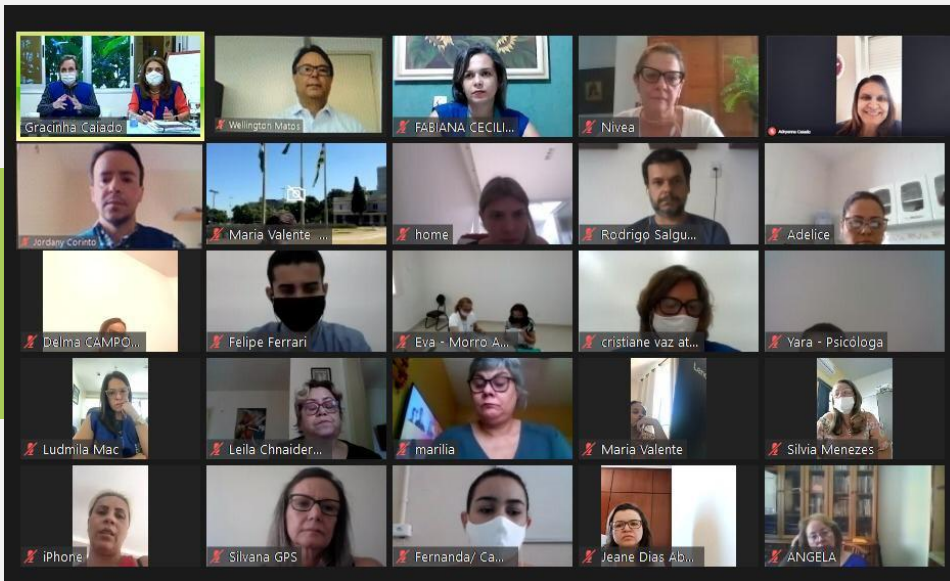 Gracinha Caiado
Wellington Matos
FABIANA CECILI...
Nivea
Adryanna Caiado
Jordany Corinto
Maria Valente ...
home
Rodrigo Salgu...
Adelice
Delma CAMPO...
Felipe Ferrari
Eva - Morro A...
cristiane vaz at...
Yara - Psicóloga
Ludmila Mac
Leila Chnaider...
marilia
Maria Valente
Silvia Menezes
iPhone
Silvana GPS
Fernanda/ Ca...
Jeane Dias Ab...
ANGELA